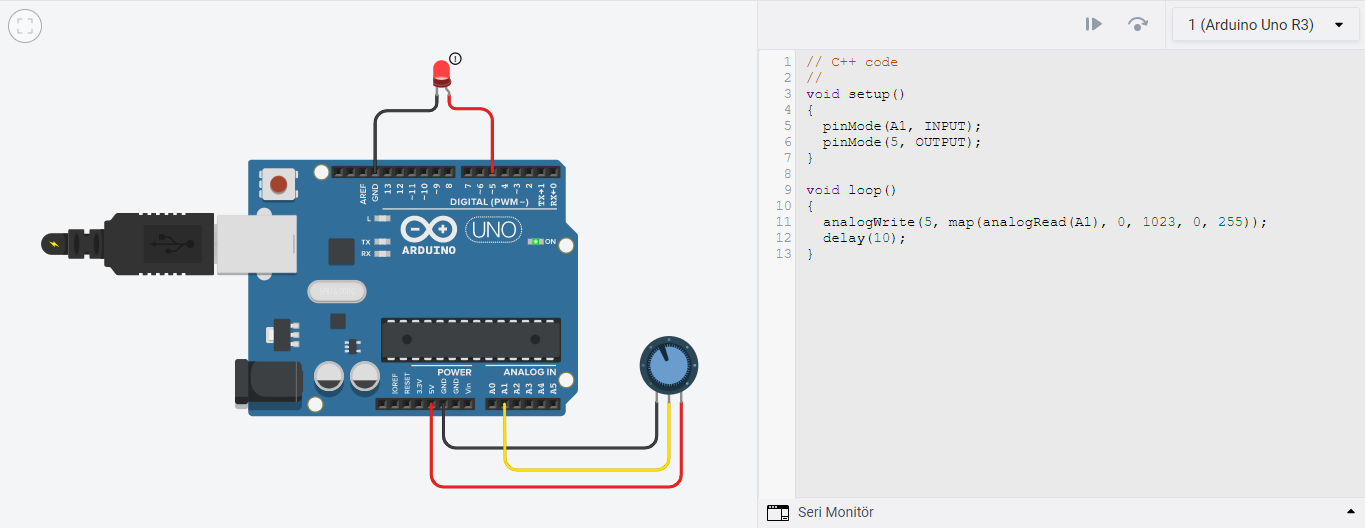 1 (Arduino Uno R3)
AREF
GND
13
12
~11
~10
~9
8
7
~6
~5
4
~3
2
TX→1
RX←0
DIGITAL (PWM~)
L
TX
RX
ARDUINO
UNO
ON
POWER
ANALOG IN
IOREF
RESET
3.3V
5V
GND
GND
Vin
A0
A1
A2
A3
A4
A5
1 // C++ code
2 //
3 void setup()
4 {
5   pinMode(A1, INPUT);
6   pinMode(5, OUTPUT);
7 }
8
9 void loop()
10 {
11   analogWrite(5, map(analogRead(A1), 0, 1023, 0, 255));
12   delay(10);
13 }
Seri Monitör